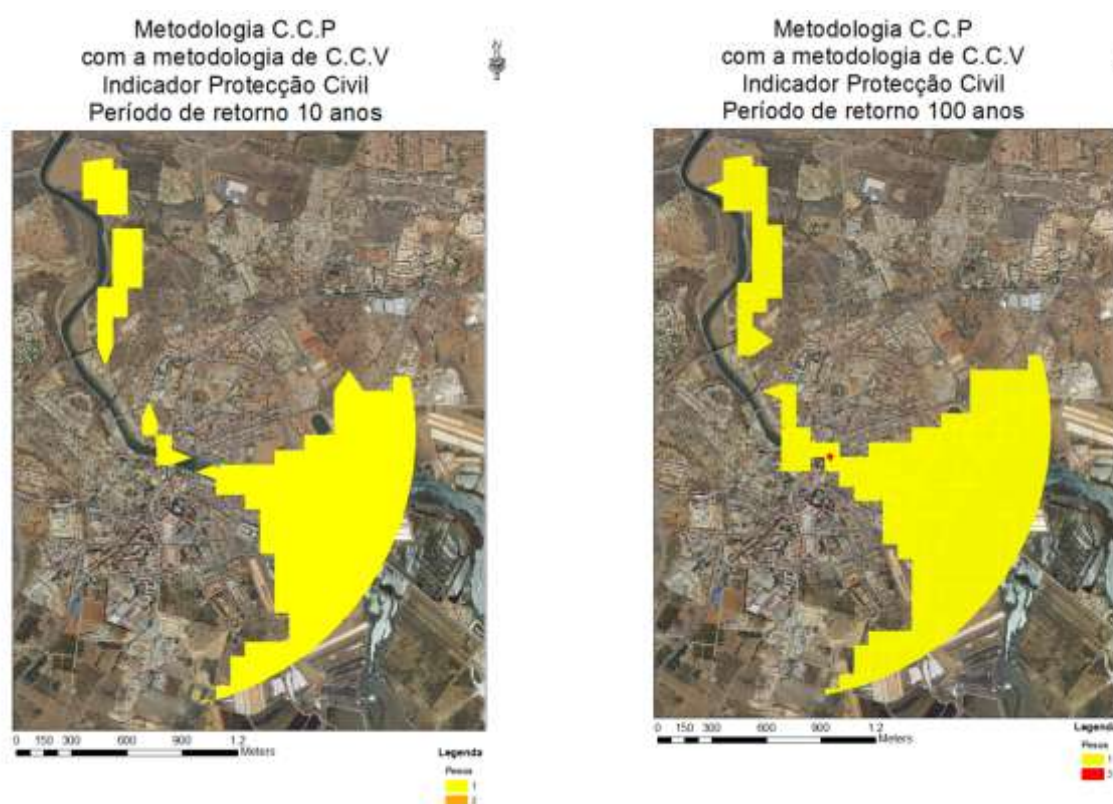 Metodologia C.C.P
com a metodologia de C.C.V
Indicador Protecção Civil
Período de retorno 10 anos
N
0 150 300 600 900 1.2
Meters
Legenda
Pesos
1
2
Metodologia C.C.P
com a metodologia de C.C.V
Indicador Protecção Civil
Período de retorno 100 anos
0 150 300 600 900 1.2
Meters
Legenda
Pesos
1
3